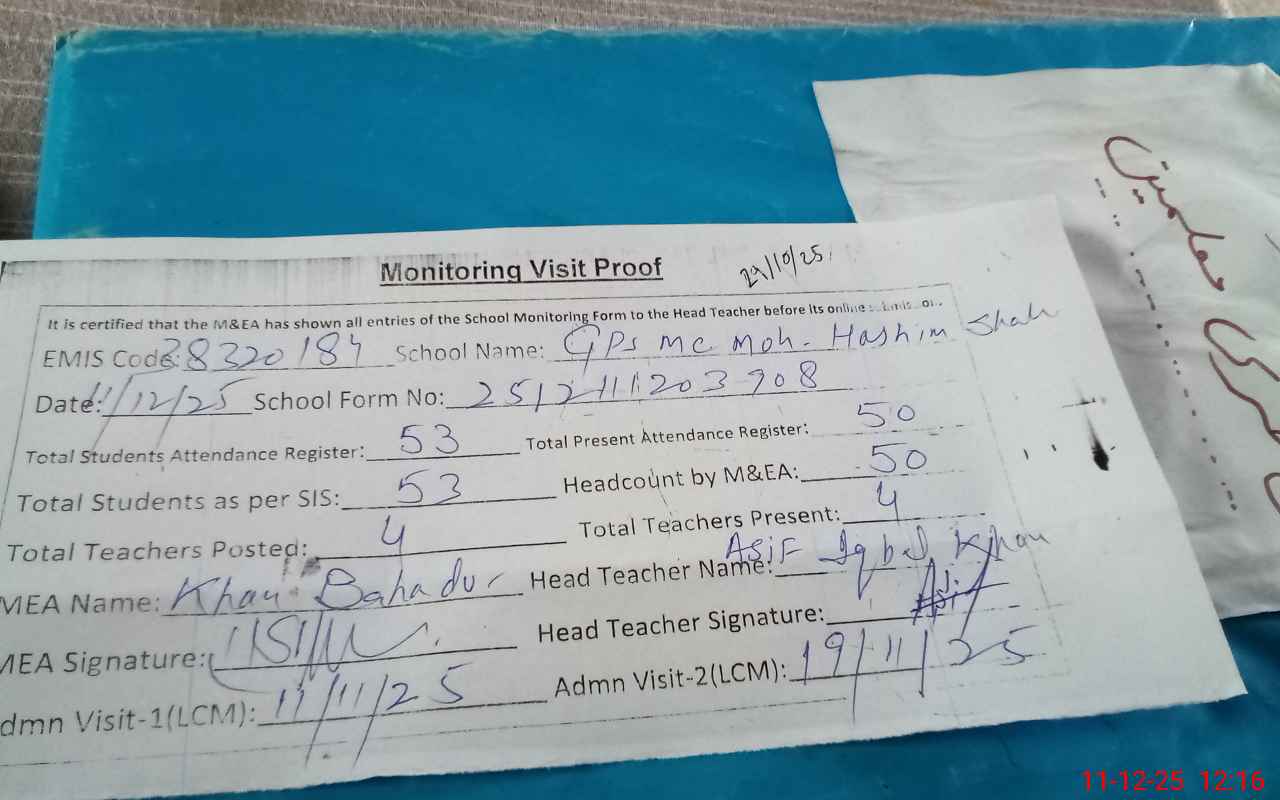 Monitoring Visit Proof
29/10/25
It is certified that the M&EA has shown all entries of the School Monitoring Form to the Head Teacher before Its online
EMIS Code: 38320184 School Name: GPs mc moh. Hashim Shah
Date: 11/12/25 School Form No: 2512111203908
Total Students Attendance Register: 53 Total Present Attendance Register: 50
Total Students as per SIS: 53 Headcount by M&EA: 50
Total Teachers Posted: 4 Total Teachers Present: 4
MEA Name: Khan Bahadur Head Teacher Name: Asif Iqbal Khan
MEA Signature: Head Teacher Signature:
dmn Visit-1(LCM): 11/11/25 Admn Visit-2(LCM): 19/11/25
11-12-25 12:16